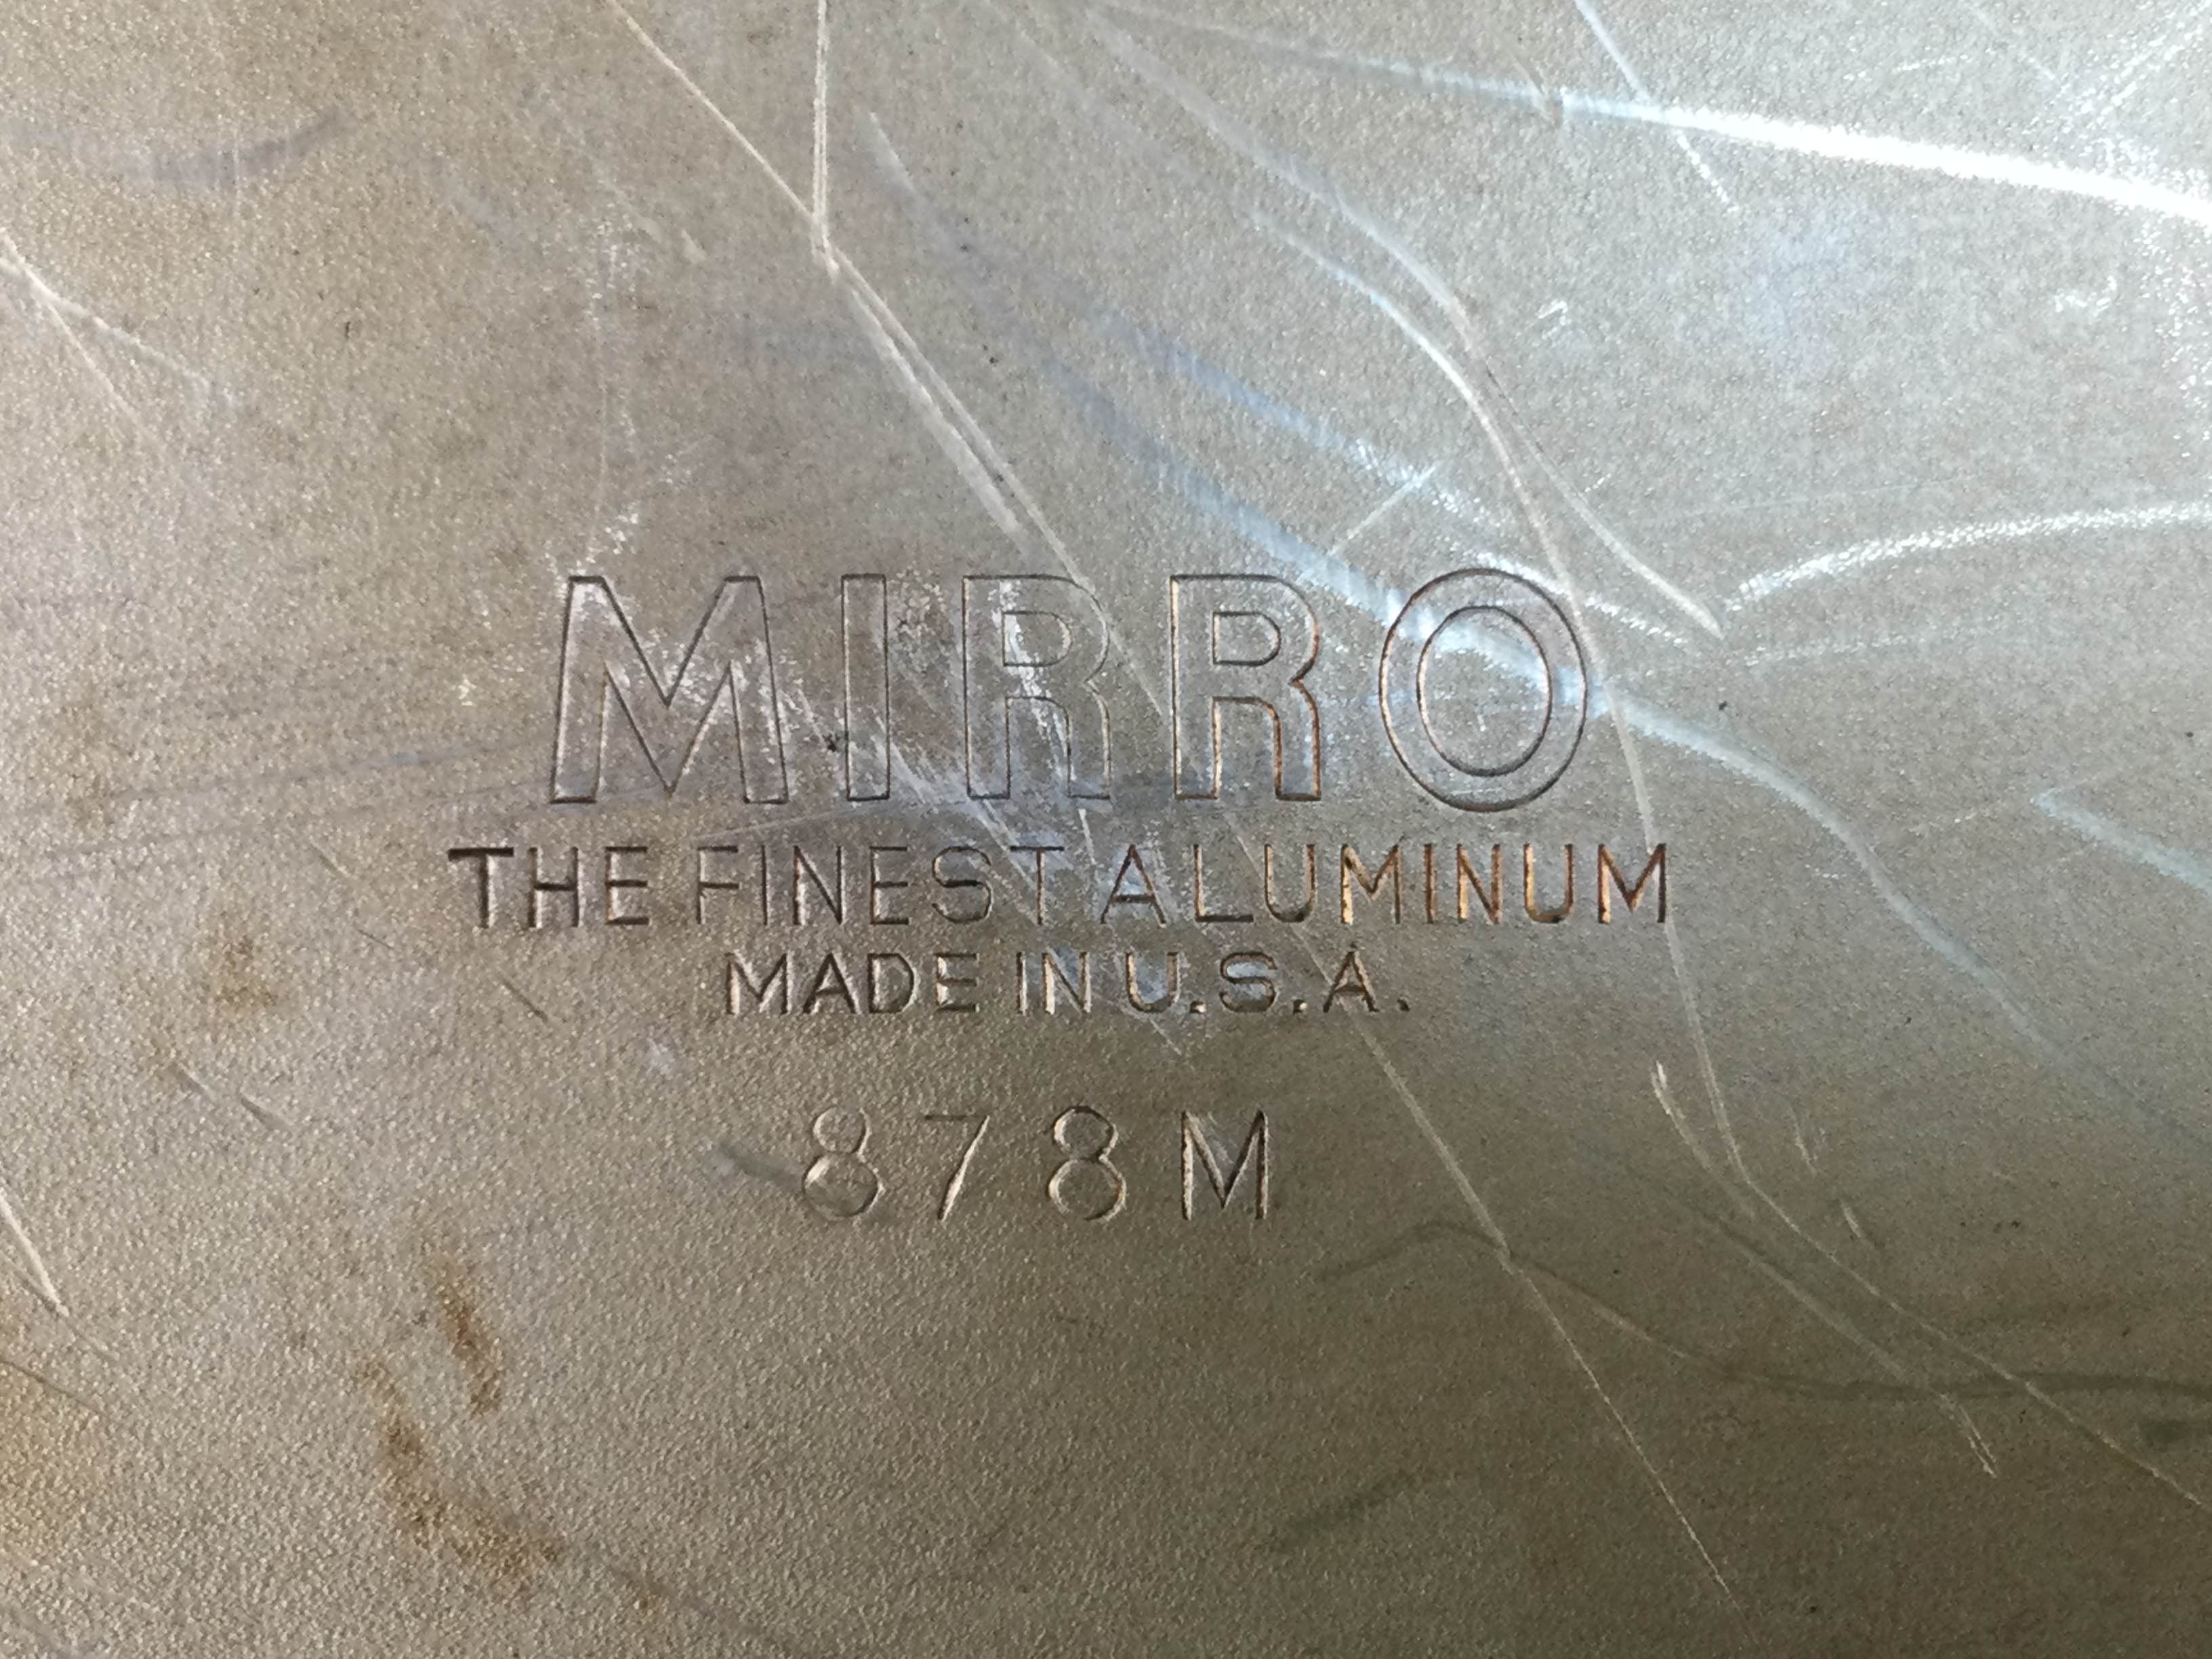 MIRRO
THE FINEST ALUMINUM
MADE IN U.S.A.
878M